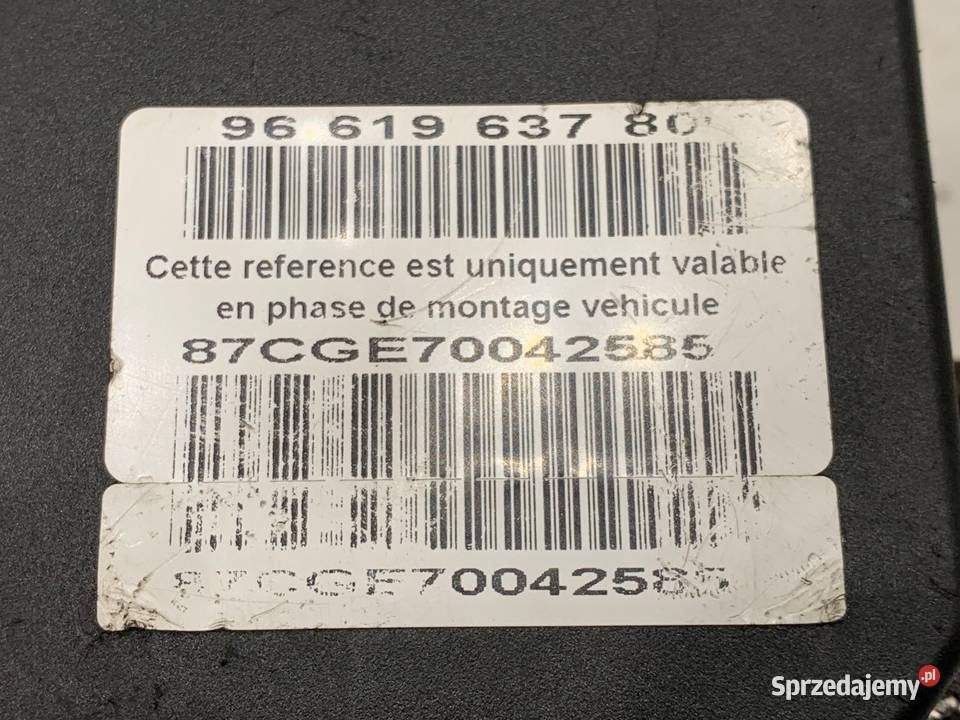 96 619 637 80
Cette reference est uniquement valable
en phase de montage vehicule
87CGE70042585
87CGE70042585
Sprzedajemy.pl